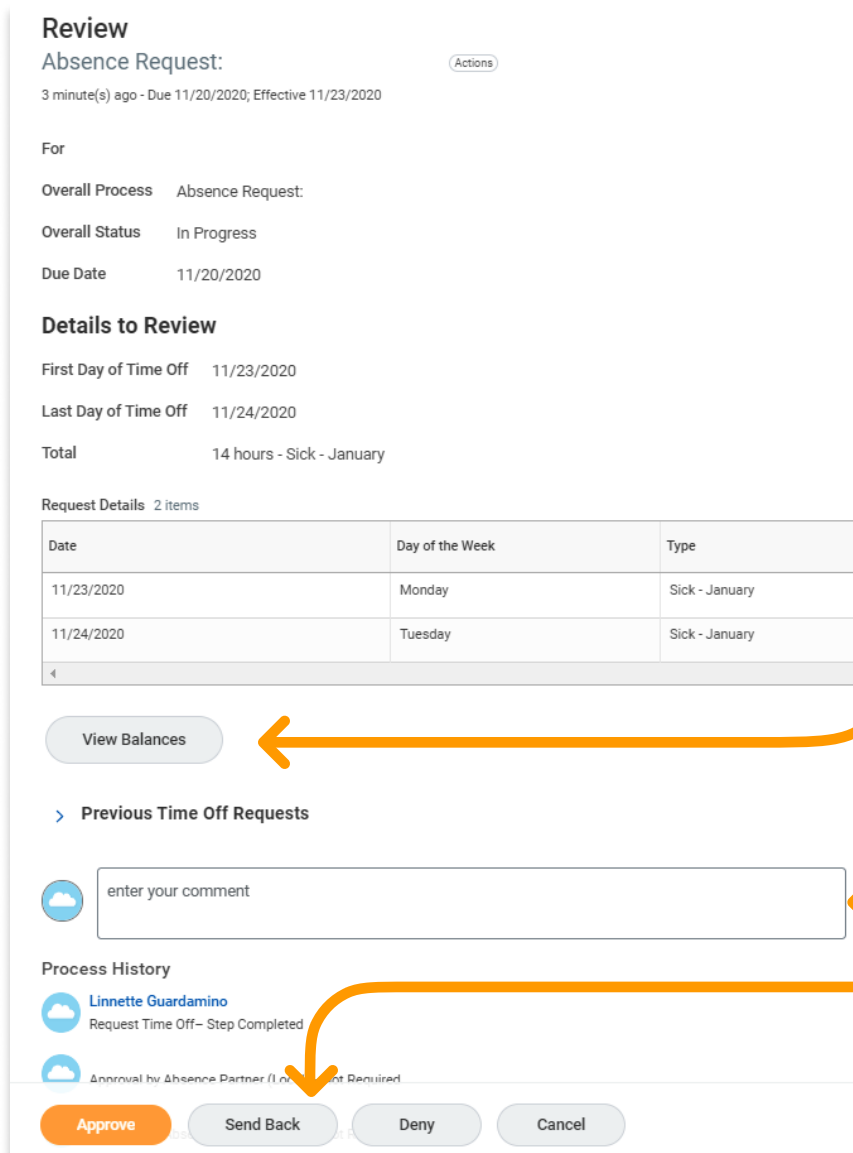 Review
Absence Request: Actions
3 minute(s) ago - Due 11/20/2020; Effective 11/23/2020
For
Overall Process Absence Request:
Overall Status In Progress
Due Date 11/20/2020
Details to Review
First Day of Time Off 11/23/2020
Last Day of Time Off 11/24/2020
Total 14 hours - Sick - January
Request Details 2 items
Date Day of the Week Type
11/23/2020 Monday Sick - January
11/24/2020 Tuesday Sick - January
View Balances
Previous Time Off Requests
enter your comment
Process History
Linnette Guardamino
Request Time Off– Step Completed
Approval by Absence Partner Required
Approve Send Back Deny Cancel